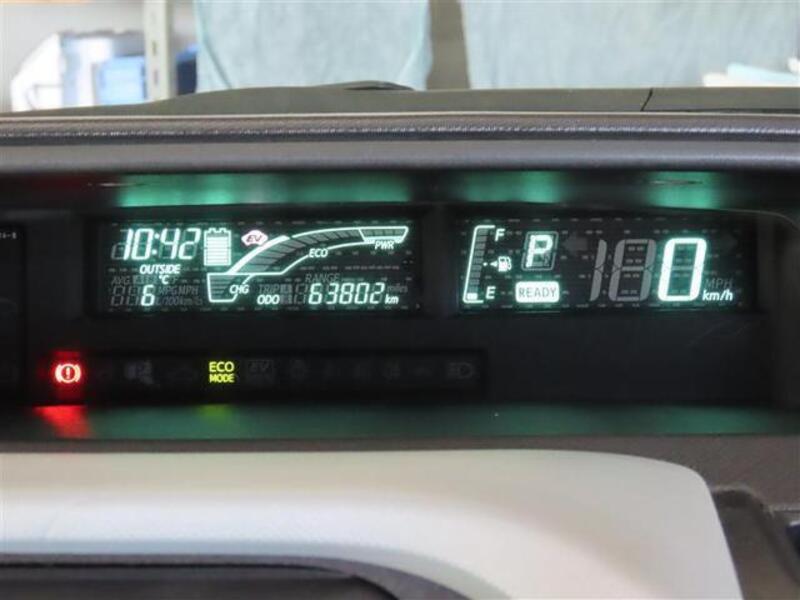 10:42
EV
ECO
PWR
OUTSIDE
°C
6
AVG
MPG MPH
L/100km
CHG
TRIP
RANGE
miles
ODO 63802 km
F
E
P
READY
0
MPH
km/h
ECO
MODE
EV